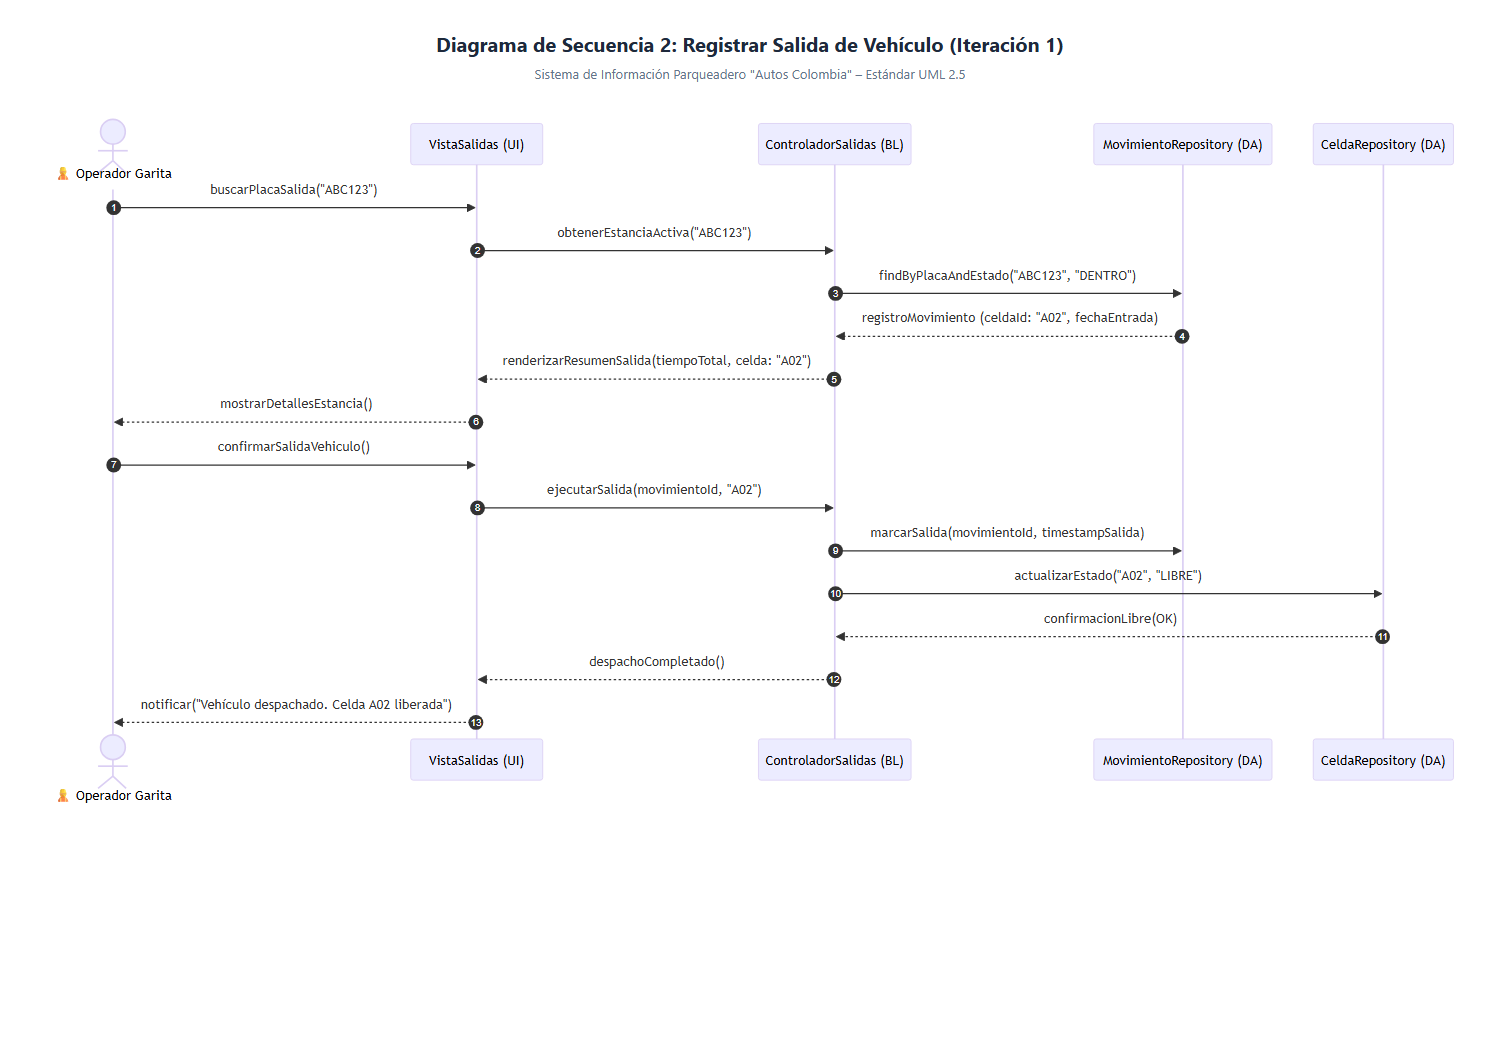 Diagrama de Secuencia 2: Registrar Salida de Vehículo (Iteración 1)
Sistema de Información Parqueadero "Autos Colombia" – Estándar UML 2.5
Operador Garita
VistaSalidas (UI)
ControladorSalidas (BL)
MovimientoRepository (DA)
CeldaRepository (DA)
buscarPlacaSalida("ABC123")
1
obtenerEstanciaActiva("ABC123")
2
findByPlacaAndEstado("ABC123", "DENTRO")
3
registroMovimiento (celdaId: "A02", fechaEntrada)
4
renderizarResumenSalida(tiempoTotal, celda: "A02")
5
mostrarDetallesEstancia()
6
confirmarSalidaVehiculo()
7
ejecutarSalida(movimientoId, "A02")
8
marcarSalida(movimientoId, timestampSalida)
9
actualizarEstado("A02", "LIBRE")
10
confirmacionLibre(OK)
11
despachoCompletado()
12
notificar("Vehículo despachado. Celda A02 liberada")
13
Operador Garita
VistaSalidas (UI)
ControladorSalidas (BL)
MovimientoRepository (DA)
CeldaRepository (DA)